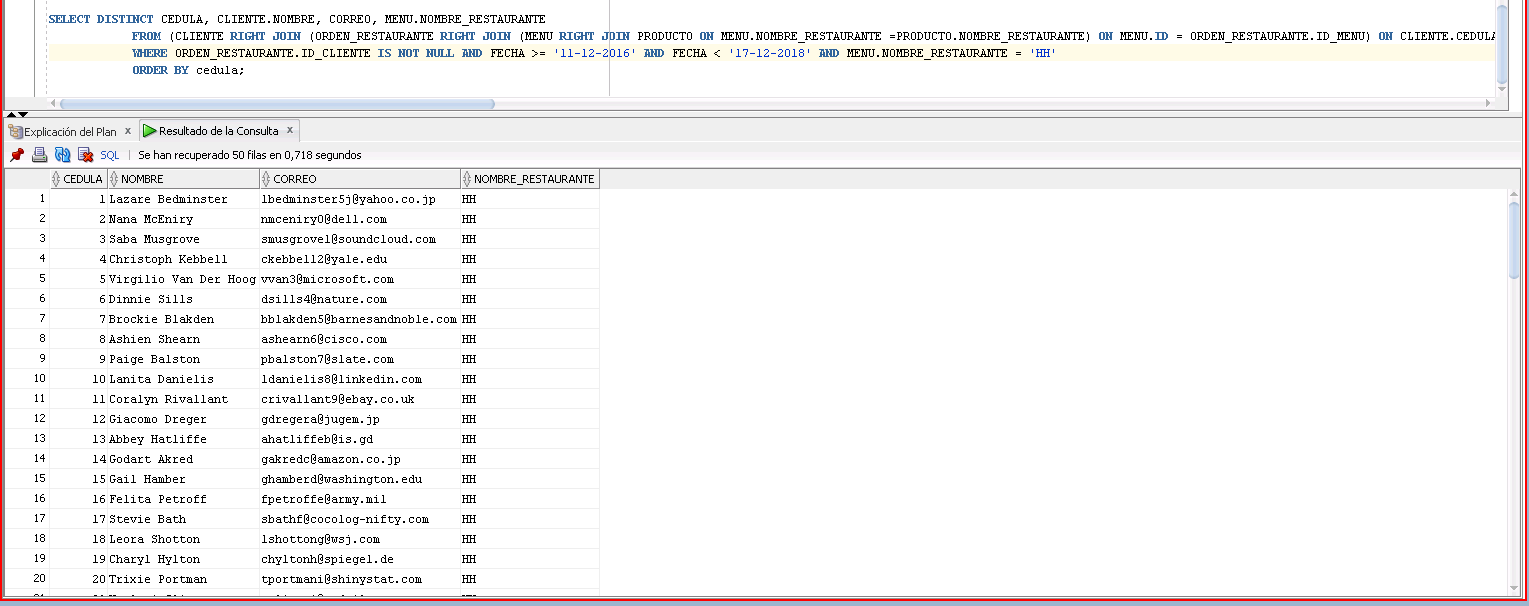 SELECT DISTINCT CEDULA, CLIENTE.NOMBRE, CORREO, MENU.NOMBRE_RESTAURANTE
FROM (CLIENTE RIGHT JOIN (ORDEN_RESTAURANTE RIGHT JOIN (MENU RIGHT JOIN PRODUCTO ON MENU.NOMBRE_RESTAURANTE =PRODUCTO.NOMBRE_RESTAURANTE) ON MENU.ID = ORDEN_RESTAURANTE.ID_MENU) ON CLIENTE.CEDULA
WHERE ORDEN_RESTAURANTE.ID_CLIENTE IS NOT NULL AND FECHA >= '11-12-2016' AND FECHA < '17-12-2018' AND MENU.NOMBRE_RESTAURANTE = 'HH'
ORDER BY cedula;
Explicación del Plan x Resultado de la Consulta x
SQL | Se han recuperado 50 filas en 0,718 segundos
CEDULA NOMBRE CORREO NOMBRE_RESTAURANTE
1 1 Lazare Bedminster lbedminster5j@yahoo.co.jp HH
2 2 Nana McEniry nmceniry0@dell.com HH
3 3 Saba Musgrove smusgrove1@soundcloud.com HH
4 4 Christoph Kebbell ckebbell2@yale.edu HH
5 5 Virgilio Van Der Hoog vvan3@microsoft.com HH
6 6 Dinnie Sills dsills4@nature.com HH
7 7 Brockie Blakden bblakden5@barnesandnoble.com HH
8 8 Ashien Shearn ashearn6@cisco.com HH
9 9 Paige Balston pbalston7@slate.com HH
10 10 Lanita Danielis ldanielis8@linkedin.com HH
11 11 Coralyn Rivallant crivallant9@ebay.co.uk HH
12 12 Giacomo Dreger gdregera@jugem.jp HH
13 13 Abbey Hatliffe ahatliffeb@is.gd HH
14 14 Godart Akred gakredc@amazon.co.jp HH
15 15 Gail Hamber ghamberd@washington.edu HH
16 16 Felita Petroff fpetroffe@army.mil HH
17 17 Stevie Bath sbathf@cocolog-nifty.com HH
18 18 Leora Shotton lshottong@wsj.com HH
19 19 Charyl Hylton chyltonh@spiegel.de HH
20 20 Trixie Portman tportmani@shinystat.com HH